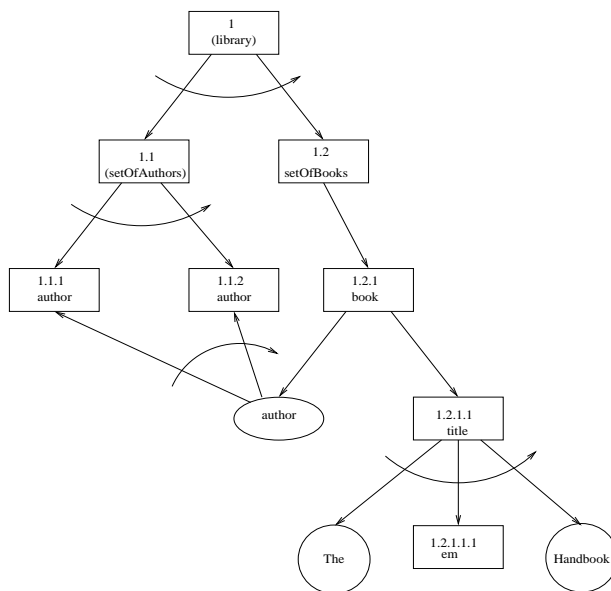 1
(library)
1.1
(setOfAuthors)
1.2
setOfBooks
1.1.1
author
1.1.2
author
1.2.1
book
author
1.2.1.1
title
The
1.2.1.1.1
em
Handbook